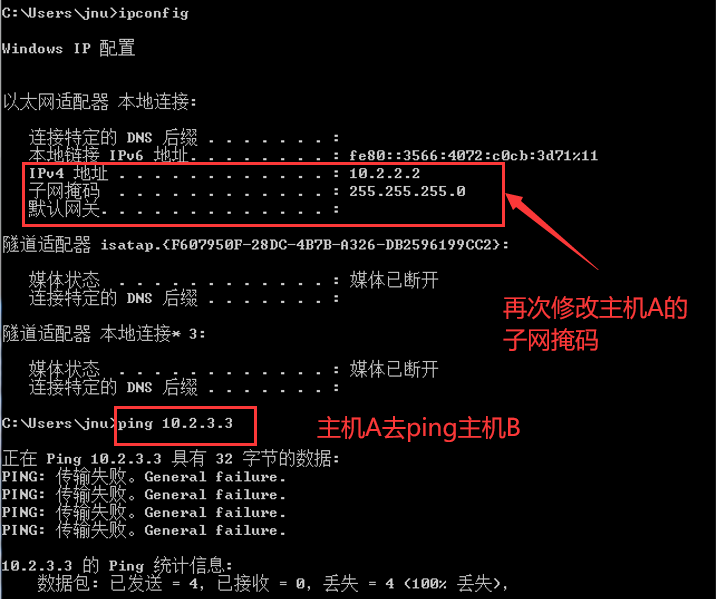 C:\Users\jnu>ipconfig
Windows IP 配置
以太网适配器 本地连接:
连接特定的 DNS 后缀 . . . . . . . :
本地链接 IPv6 地址. . . . . . . . : fe80::3566:4072:c0cb:3d71%11
IPv4 地址 . . . . . . . . . . . . : 10.2.2.2
子网掩码 . . . . . . . . . . . . : 255.255.255.0
默认网关. . . . . . . . . . . . . :
隧道适配器 isatap.{F607950F-28DC-4B7B-A326-DB2596199CC2}:
媒体状态 . . . . . . . . . . . . : 媒体已断开
连接特定的 DNS 后缀 . . . . . . . :
再次修改主机A的
子网掩码
隧道适配器 本地连接* 3:
媒体状态 . . . . . . . . . . . . : 媒体已断开
连接特定的 DNS 后缀 . . . . . . . :
C:\Users\jnu>ping 10.2.3.3
主机A去ping主机B
正在 Ping 10.2.3.3 具有 32 字节的数据:
PING: 传输失败。General failure.
PING: 传输失败。General failure.
PING: 传输失败。General failure.
PING: 传输失败。General failure.
10.2.3.3 的 Ping 统计信息:
数据包: 已发送 = 4, 已接收 = 0, 丢失 = 4 (100% 丢失),